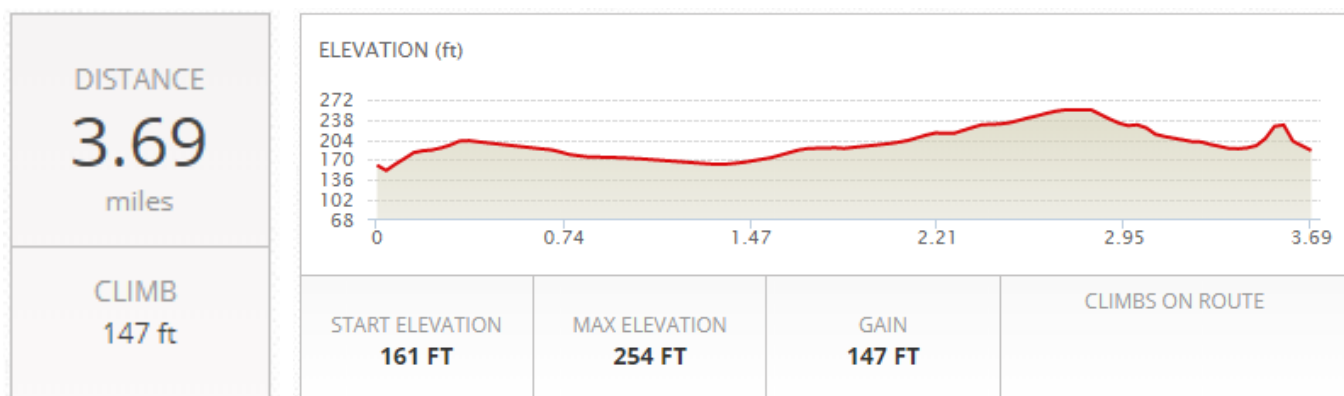 DISTANCE
3.69
miles
CLIMB
147 ft
ELEVATION (ft)
272
238
204
170
136
102
68
0 0.74 1.47 2.21 2.95 3.69
START ELEVATION
161 FT
MAX ELEVATION
254 FT
GAIN
147 FT
CLIMBS ON ROUTE